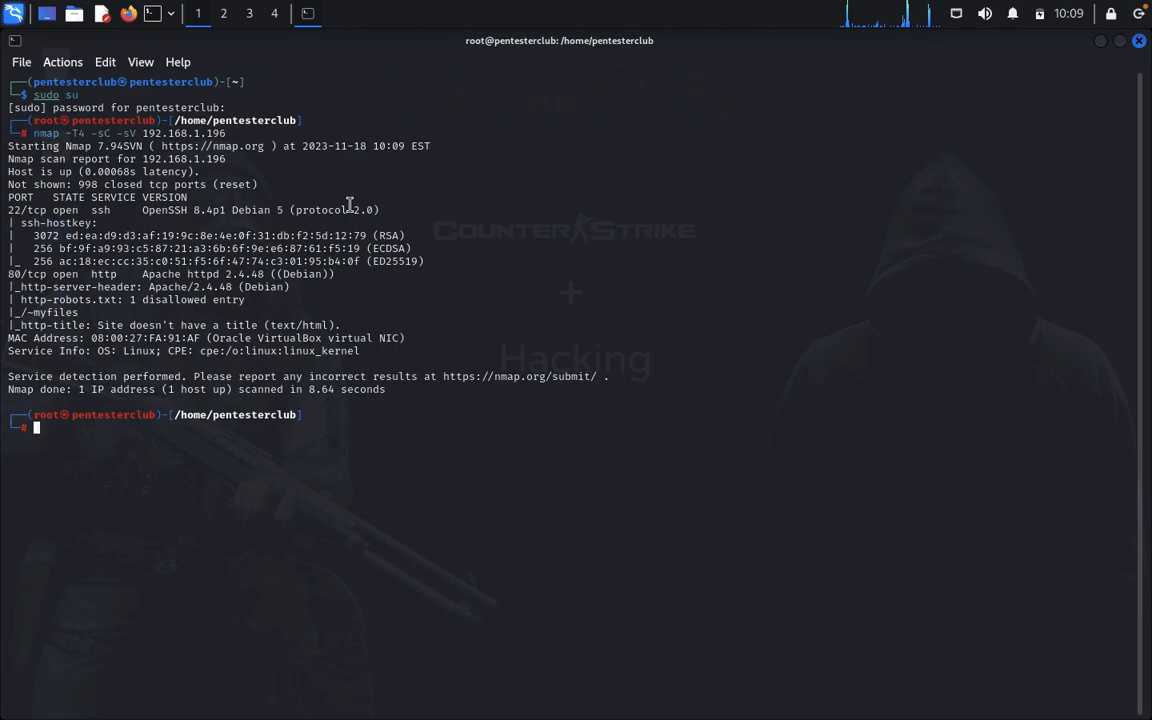 1 2 3 4 10:09
root@pentesterclub: /home/pentesterclub
File Actions Edit View Help
┌──(pentesterclub㉿pentesterclub)-[~]
└─$ sudo su
[sudo] password for pentesterclub:
┌──(root㉿pentesterclub)-[/home/pentesterclub]
└─# nmap -T4 -sC -sV 192.168.1.196
Starting Nmap 7.94SVN ( https://nmap.org ) at 2023-11-18 10:09 EST
Nmap scan report for 192.168.1.196
Host is up (0.00068s latency).
Not shown: 998 closed tcp ports (reset)
PORT   STATE SERVICE VERSION
22/tcp open  ssh     OpenSSH 8.4p1 Debian 5 (protocol 2.0)
| ssh-hostkey:
|   3072 ed:ea:d9:d3:af:19:9c:8e:4e:0f:31:db:f2:5d:12:79 (RSA)
|   256 bf:9f:a9:93:c5:87:21:a3:6b:6f:9e:e6:87:61:f5:19 (ECDSA)
|_  256 ac:18:ec:cc:35:c0:51:f5:6f:47:74:c3:01:95:b4:0f (ED25519)
80/tcp open  http    Apache httpd 2.4.48 ((Debian))
|_http-server-header: Apache/2.4.48 (Debian)
| http-robots.txt: 1 disallowed entry
|_/~myfiles
|_http-title: Site doesn't have a title (text/html).
MAC Address: 08:00:27:FA:91:AF (Oracle VirtualBox virtual NIC)
Service Info: OS: Linux; CPE: cpe:/o:linux:linux_kernel
Service detection performed. Please report any incorrect results at https://nmap.org/submit/ .
Nmap done: 1 IP address (1 host up) scanned in 8.64 seconds
┌──(root㉿pentesterclub)-[/home/pentesterclub]
└─#
COUNTER STRIKE
+
Hacking